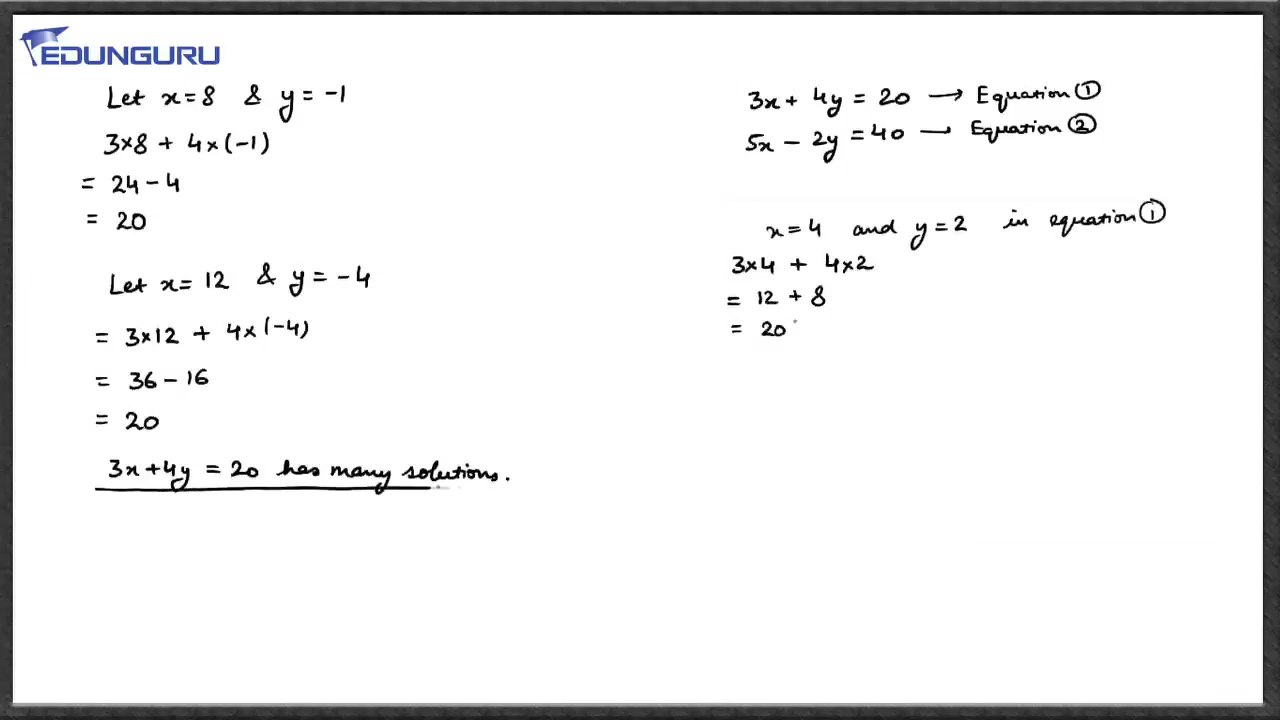 EDUNGURU
Let x=8 & y=-1
3×8 + 4×(-1)
= 24-4
= 20
Let x= 12 & y= -4
= 3×12 + 4×(-4)
= 36-16
= 20
3x+4y = 20 has many solutions.
3x+ 4y = 20 → Equation ①
5x - 2y = 40 → Equation ②
x=4 and y=2 in equation ①
3×4 + 4×2
= 12 + 8
= 20